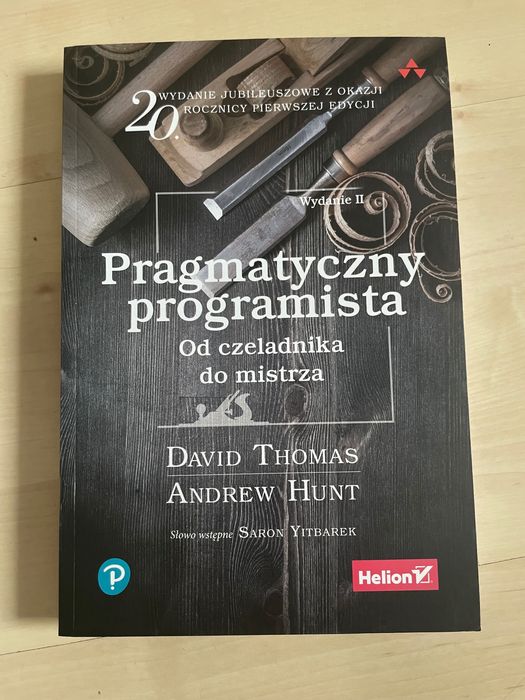 WYDANIE JUBILEUSZOWE Z OKAZJI
20. ROCZNICY PIERWSZEJ EDYCJI
Wydanie II
Pragmatyczny
programista
Od czeladnika
do mistrza
DAVID THOMAS
ANDREW HUNT
Słowo wstępne SARON YITBAREK
P
Helion